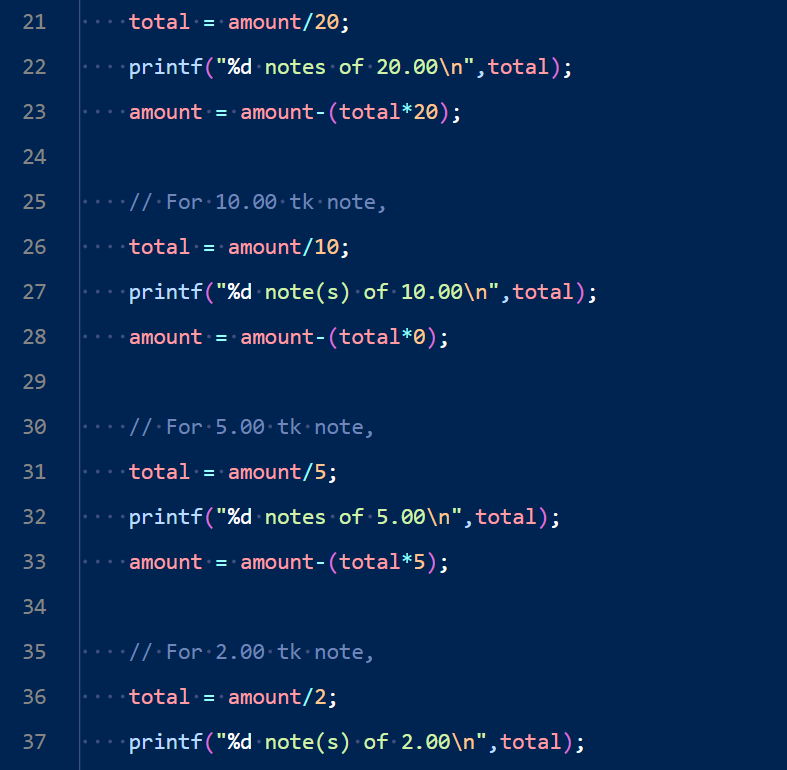 21 total = amount/20;
22 printf("%d notes of 20.00\n",total);
23 amount = amount-(total*20);
24
25 // For 10.00 tk note,
26 total = amount/10;
27 printf("%d note(s) of 10.00\n",total);
28 amount = amount-(total*0);
29
30 // For 5.00 tk note,
31 total = amount/5;
32 printf("%d notes of 5.00\n",total);
33 amount = amount-(total*5);
34
35 // For 2.00 tk note,
36 total = amount/2;
37 printf("%d note(s) of 2.00\n",total);